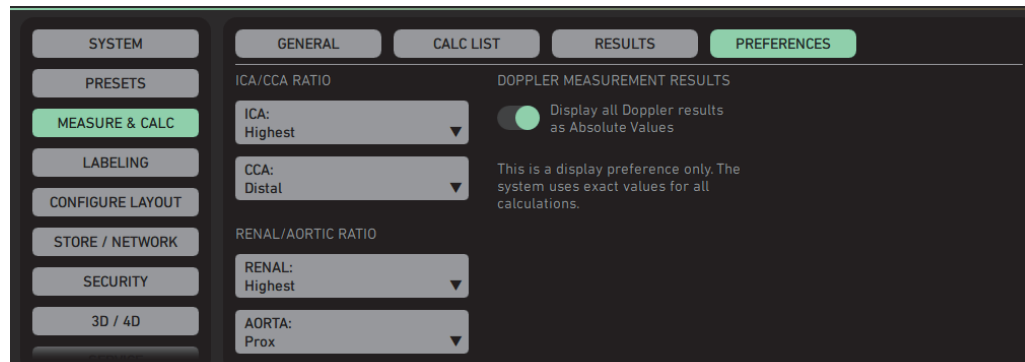 SYSTEM
PRESETS
MEASURE & CALC
LABELING
CONFIGURE LAYOUT
STORE / NETWORK
SECURITY
3D / 4D
GENERAL
CALC LIST
RESULTS
PREFERENCES
ICA/CCA RATIO
ICA:
Highest
CCA:
Distal
RENAL/AORTIC RATIO
RENAL:
Highest
AORTA:
Prox
DOPPLER MEASUREMENT RESULTS
Display all Doppler results
as Absolute Values
This is a display preference only. The
system uses exact values for all
calculations.